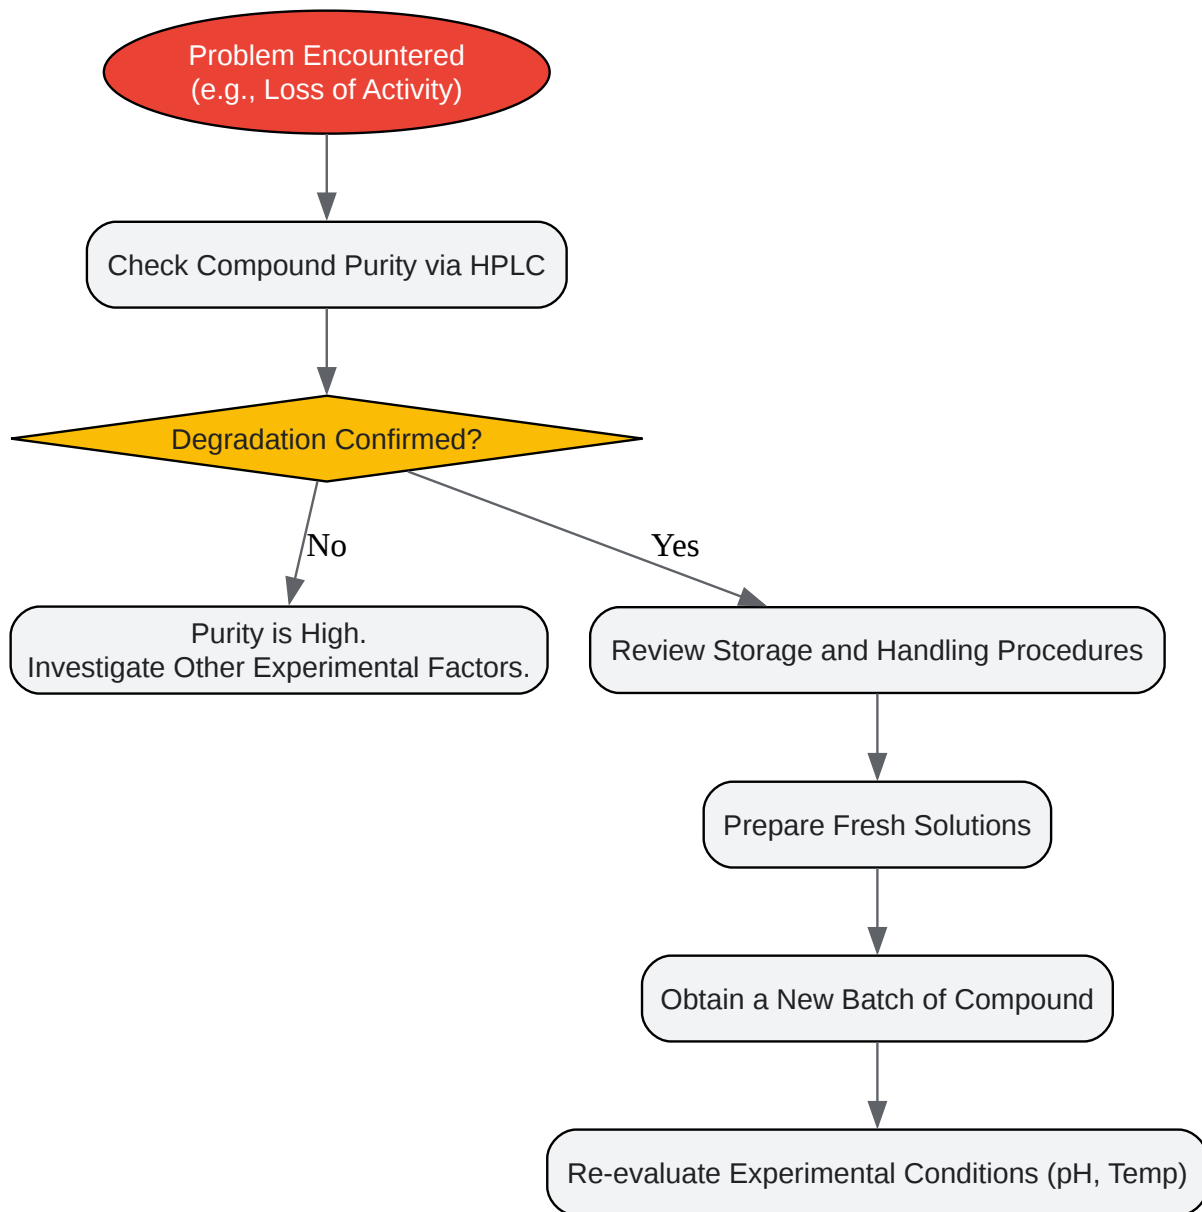 Problem Encountered
(e.g., Loss of Activity)
Check Compound Purity via HPLC
Degradation Confirmed?
No
Yes
Purity is High.
Investigate Other Experimental Factors.
Review Storage and Handling Procedures
Prepare Fresh Solutions
Obtain a New Batch of Compound
Re-evaluate Experimental Conditions (pH, Temp)